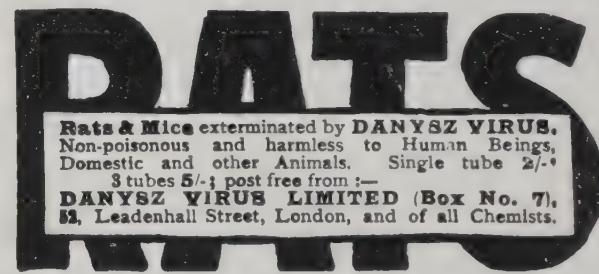 RATS
Rats & Mice exterminated by DANYSZ VIRUS.
Non-poisonous and harmless to Human Beings,
Domestic and other Animals. Single tube 2/-•
3 tubes 5/-; post free from :—
DANYSZ VIRUS LIMITED (Box No. 7),
52, Leadenhall Street, London, and of all Chemists.